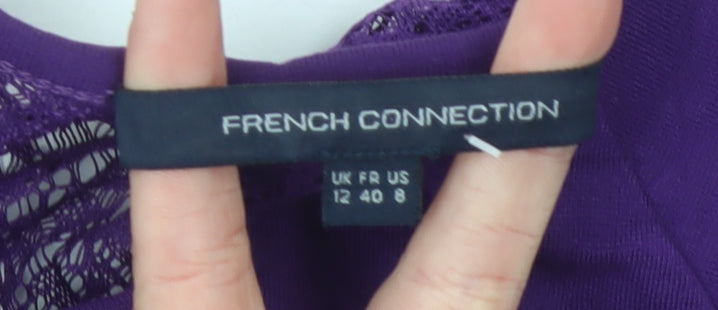 FRENCH CONNECTION
UK FR US
12 40 8